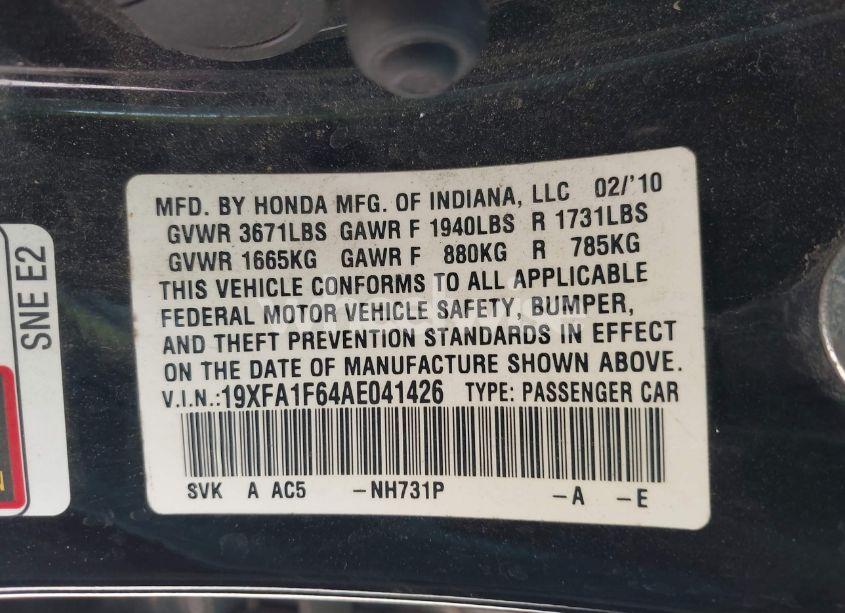 MFD. BY HONDA MFG. OF INDIANA, LLC 02/'10
GVWR 3671LBS GAWR F 1940LBS R 1731LBS
GVWR 1665KG GAWR F 880KG R 785KG
THIS VEHICLE CONFORMS TO ALL APPLICABLE
FEDERAL MOTOR VEHICLE SAFETY, BUMPER,
AND THEFT PREVENTION STANDARDS IN EFFECT
ON THE DATE OF MANUFACTURE SHOWN ABOVE.
V.I.N.:19XFA1F64AE041426 TYPE: PASSENGER CAR
SVK A AC5 -NH731P -A -E
SNE E2